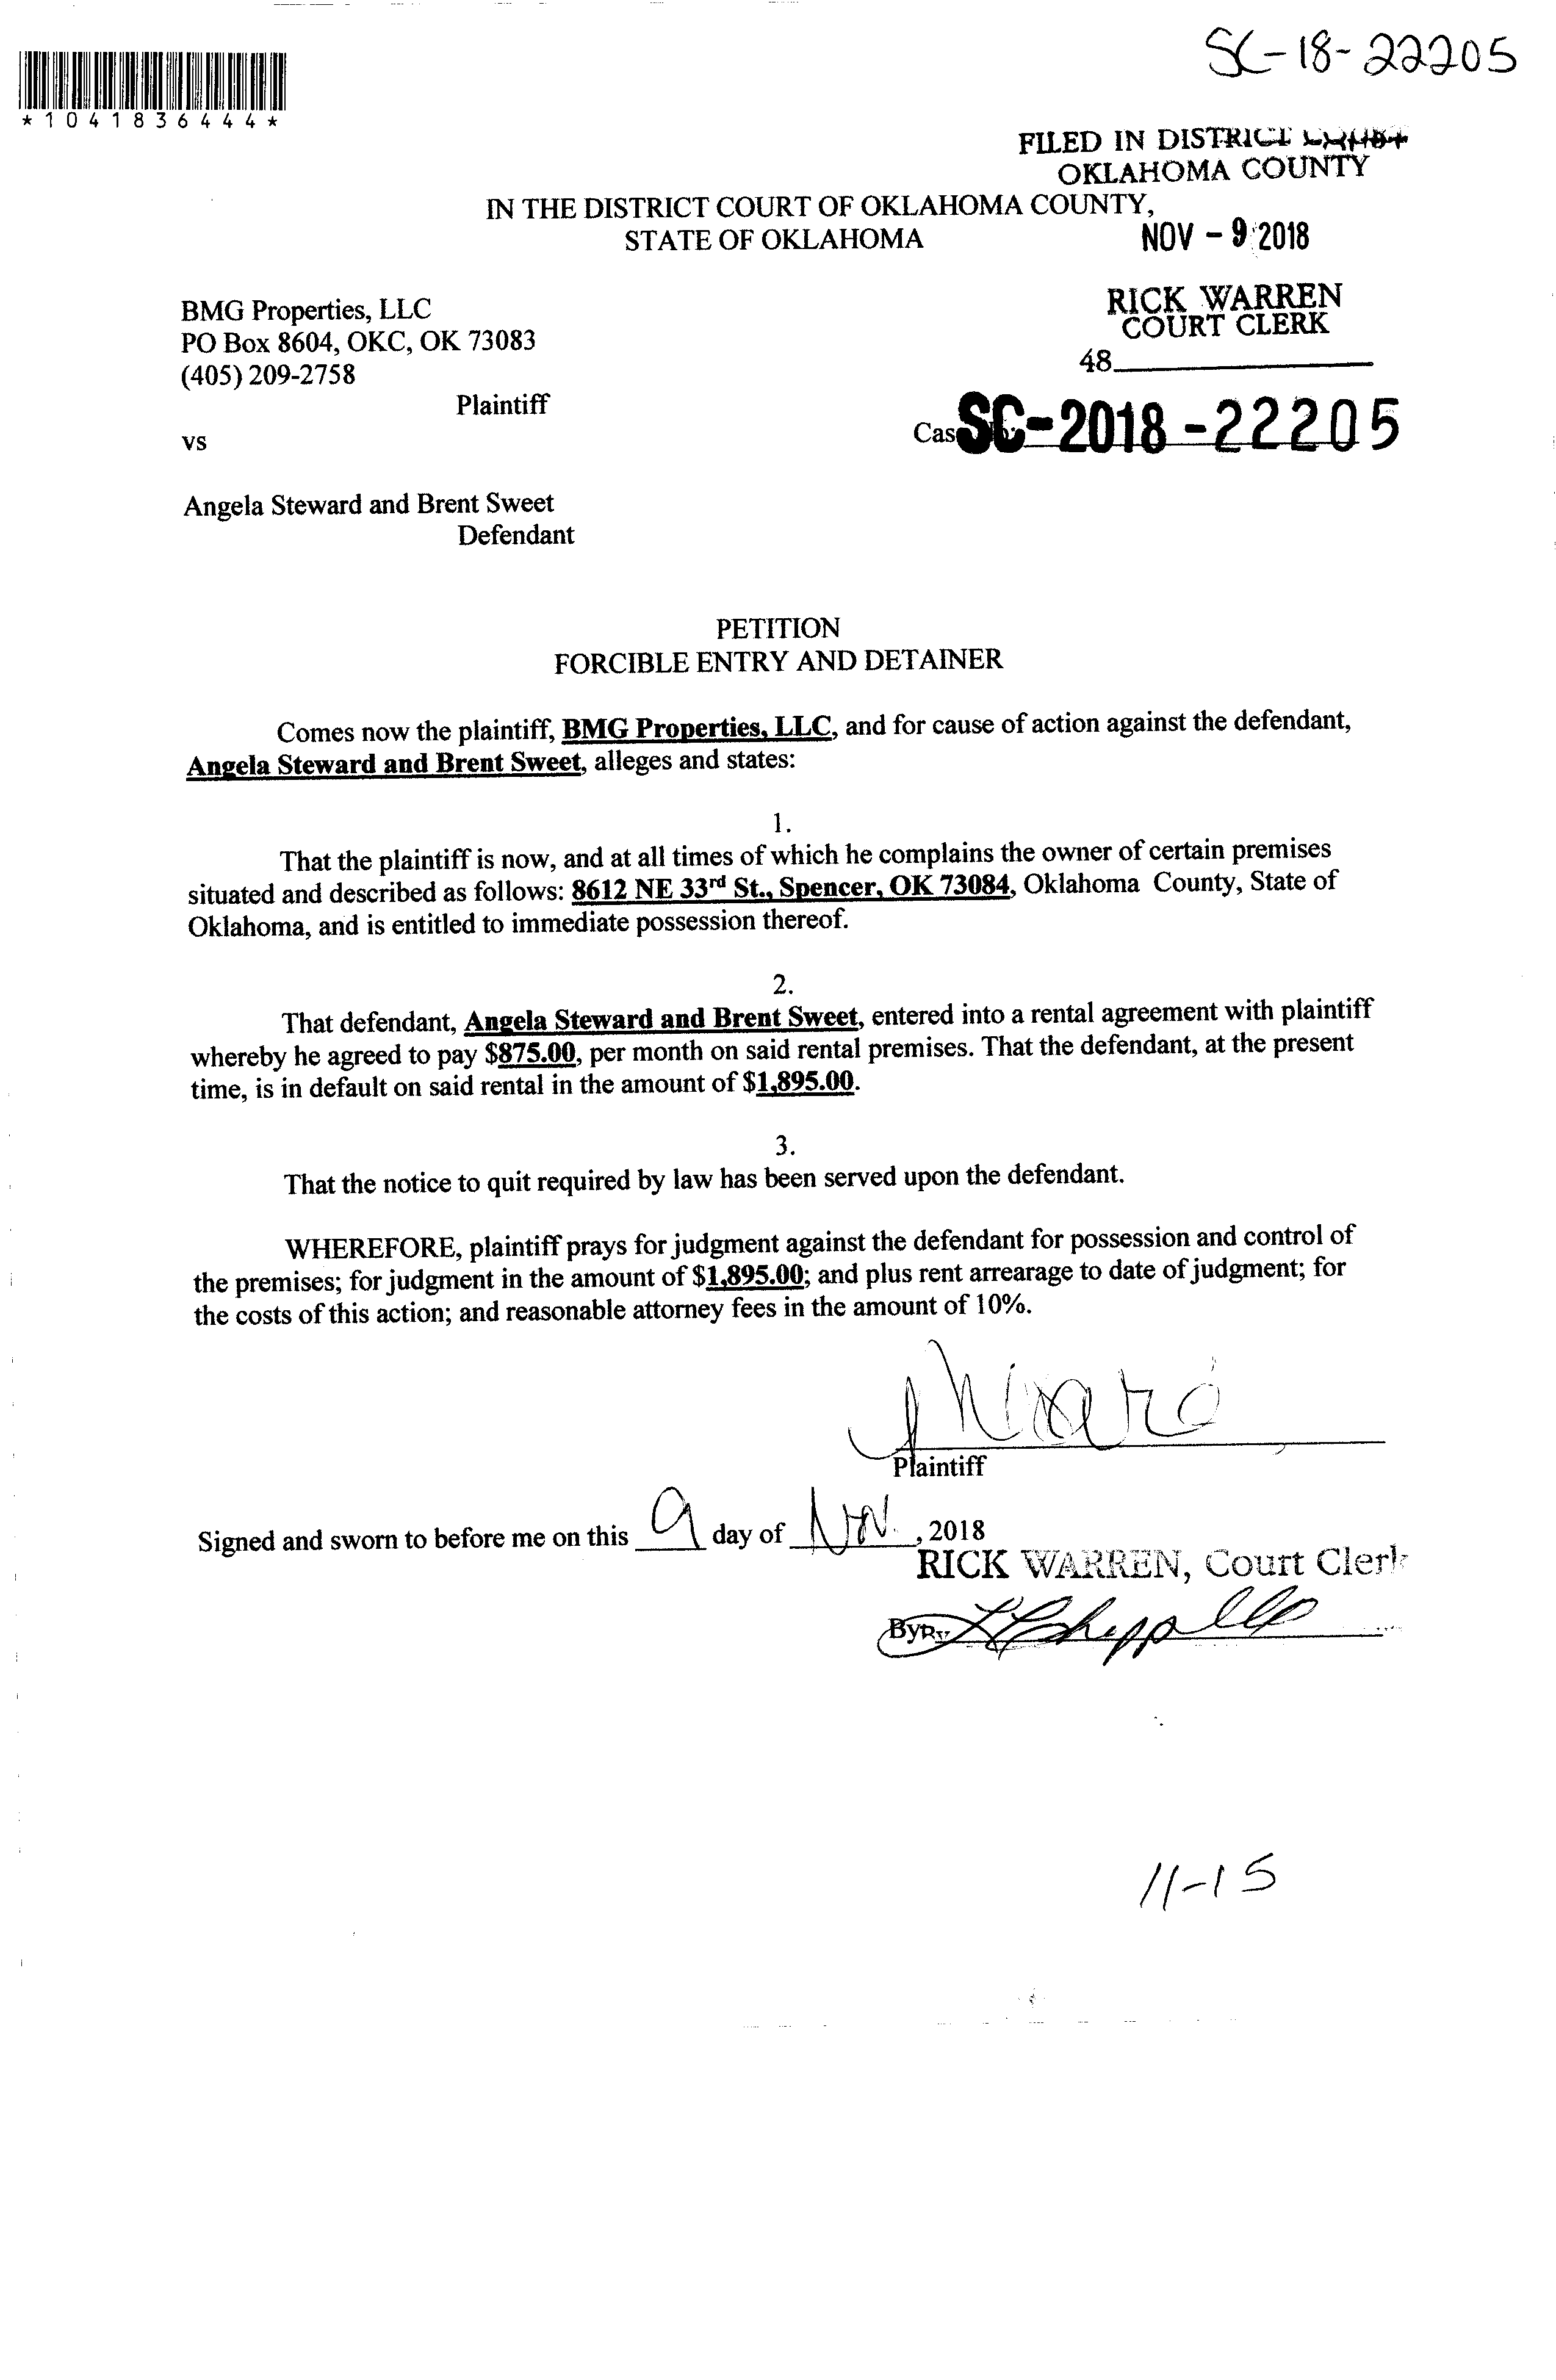 SC-18-22205
*1041836444*
FILED IN DISTRICT COURT
OKLAHOMA COUNTY
IN THE DISTRICT COURT OF OKLAHOMA COUNTY,
STATE OF OKLAHOMA
NOV - 9 2018
BMG Properties, LLC
PO Box 8604, OKC, OK 73083
(405) 209-2758
Plaintiff
RICK WARREN
COURT CLERK
48
vs
Cas SC-2018-22205
Angela Steward and Brent Sweet
Defendant
PETITION
FORCIBLE ENTRY AND DETAINER
Comes now the plaintiff, BMG Properties, LLC, and for cause of action against the defendant,
Angela Steward and Brent Sweet, alleges and states:
1.
That the plaintiff is now, and at all times of which he complains the owner of certain premises
situated and described as follows: 8612 NE 33rd St., Spencer, OK 73084, Oklahoma County, State of
Oklahoma, and is entitled to immediate possession thereof.
2.
That defendant, Angela Steward and Brent Sweet, entered into a rental agreement with plaintiff
whereby he agreed to pay $875.00, per month on said rental premises. That the defendant, at the present
time, is in default on said rental in the amount of $1,895.00.
3.
That the notice to quit required by law has been served upon the defendant.
WHEREFORE, plaintiff prays for judgment against the defendant for possession and control of
the premises; for judgment in the amount of $1,895.00; and plus rent arrearage to date of judgment; for
the costs of this action; and reasonable attorney fees in the amount of 10%.
Plaintiff
Signed and sworn to before me on this 9 day of Nov. , 2018
RICK WARREN, Court Clerk
By By
11-15